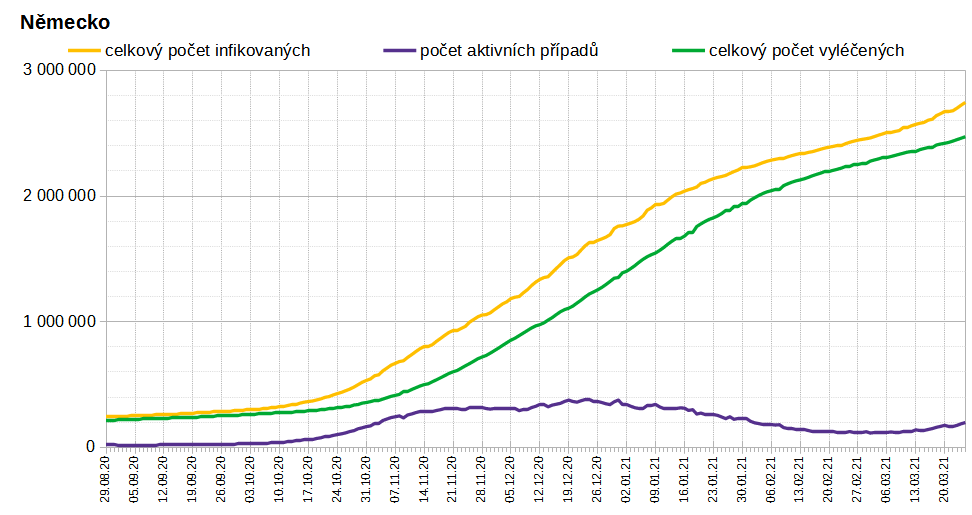 Německo
celkový počet infikovaných počet aktivních případů celkový počet vyléčených
3 000 000
2 000 000
1 000 000
0
29.08.20 05.09.20 12.09.20 19.09.20 26.09.20 03.10.20 10.10.20 17.10.20 24.10.20 31.10.20 07.11.20 14.11.20 21.11.20 28.11.20 05.12.20 12.12.20 19.12.20 26.12.20 02.01.21 09.01.21 16.01.21 23.01.21 30.01.21 06.02.21 13.02.21 20.02.21 27.02.21 06.03.21 13.03.21 20.03.21